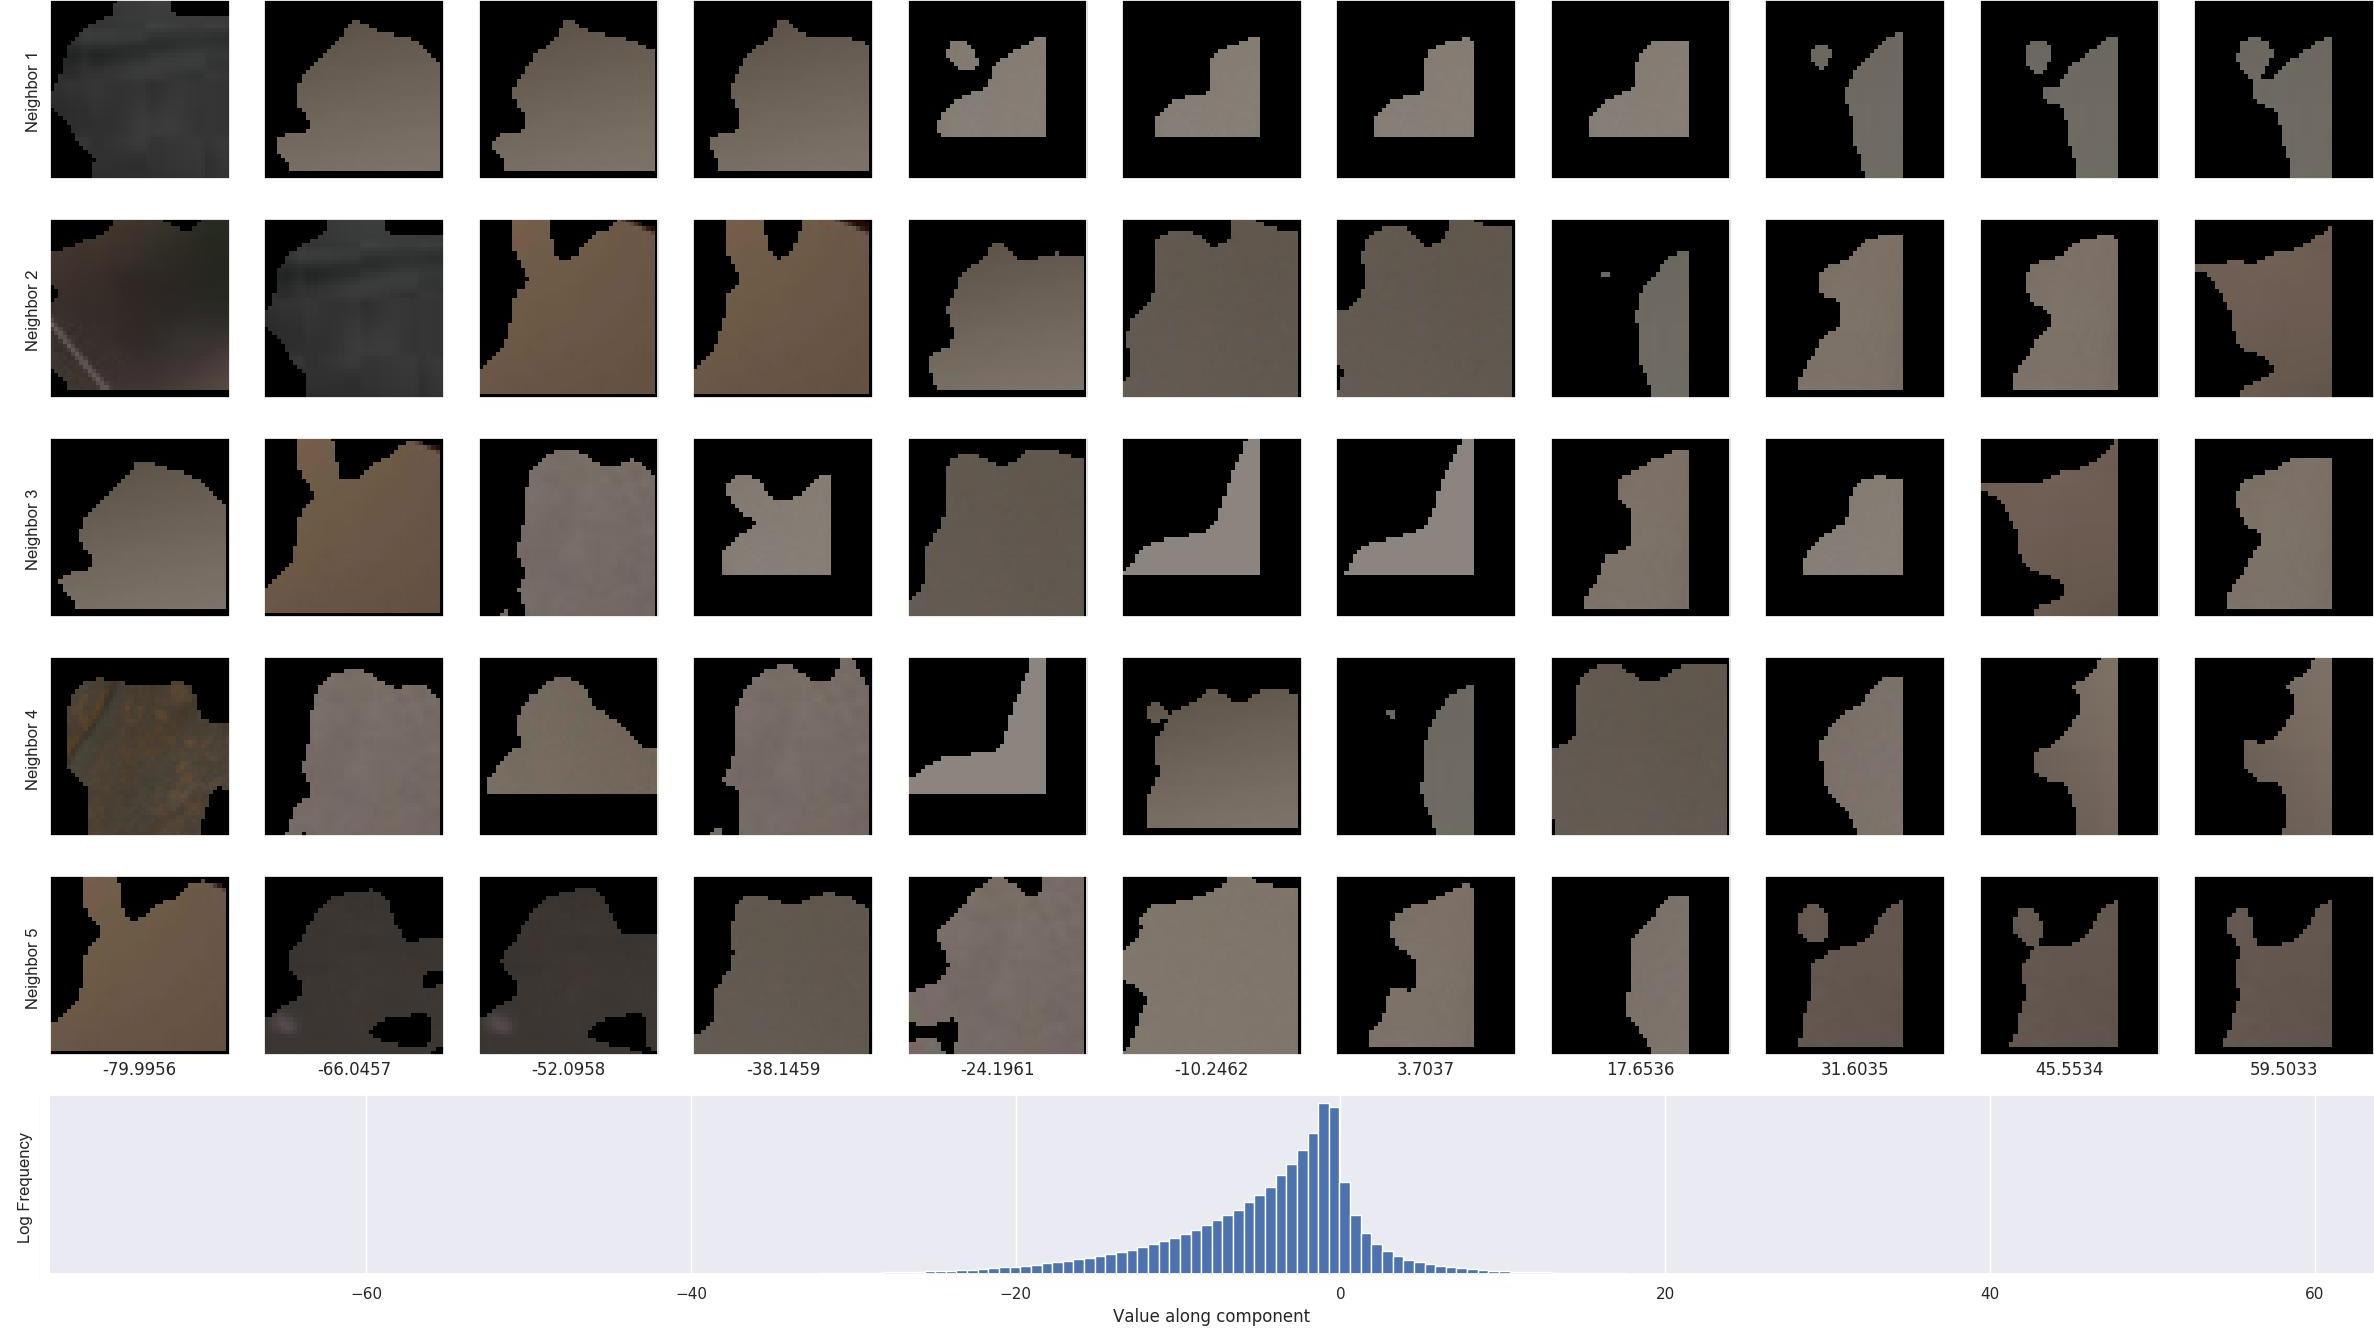 Neighbor 1
Neighbor 2
Neighbor 3
Neighbor 4
Neighbor 5
-79.9956 -66.0457 -52.0958 -38.1459 -24.1961 -10.2462 3.7037 17.6536 31.6035 45.5534 59.5033
Log Frequency
−60 −40 −20 0 20 40 60
Value along component